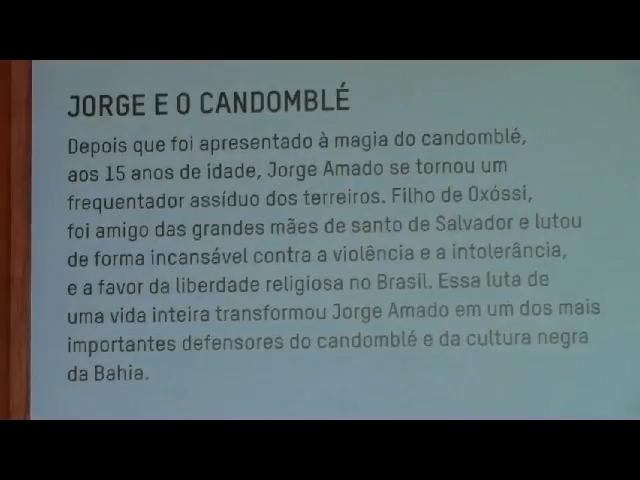 JORGE E O CANDOMBLÉ
Depois que foi apresentado à magia do candomblé,
aos 15 anos de idade, Jorge Amado se tornou um
frequentador assíduo dos terreiros. Filho de Oxóssi,
foi amigo das grandes mães de santo de Salvador e lutou
de forma incansável contra a violência e a intolerância,
e a favor da liberdade religiosa no Brasil. Essa luta de
uma vida inteira transformou Jorge Amado em um dos mais
importantes defensores do candomblé e da cultura negra
da Bahia.